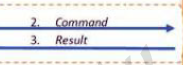 2. Command
3. Result